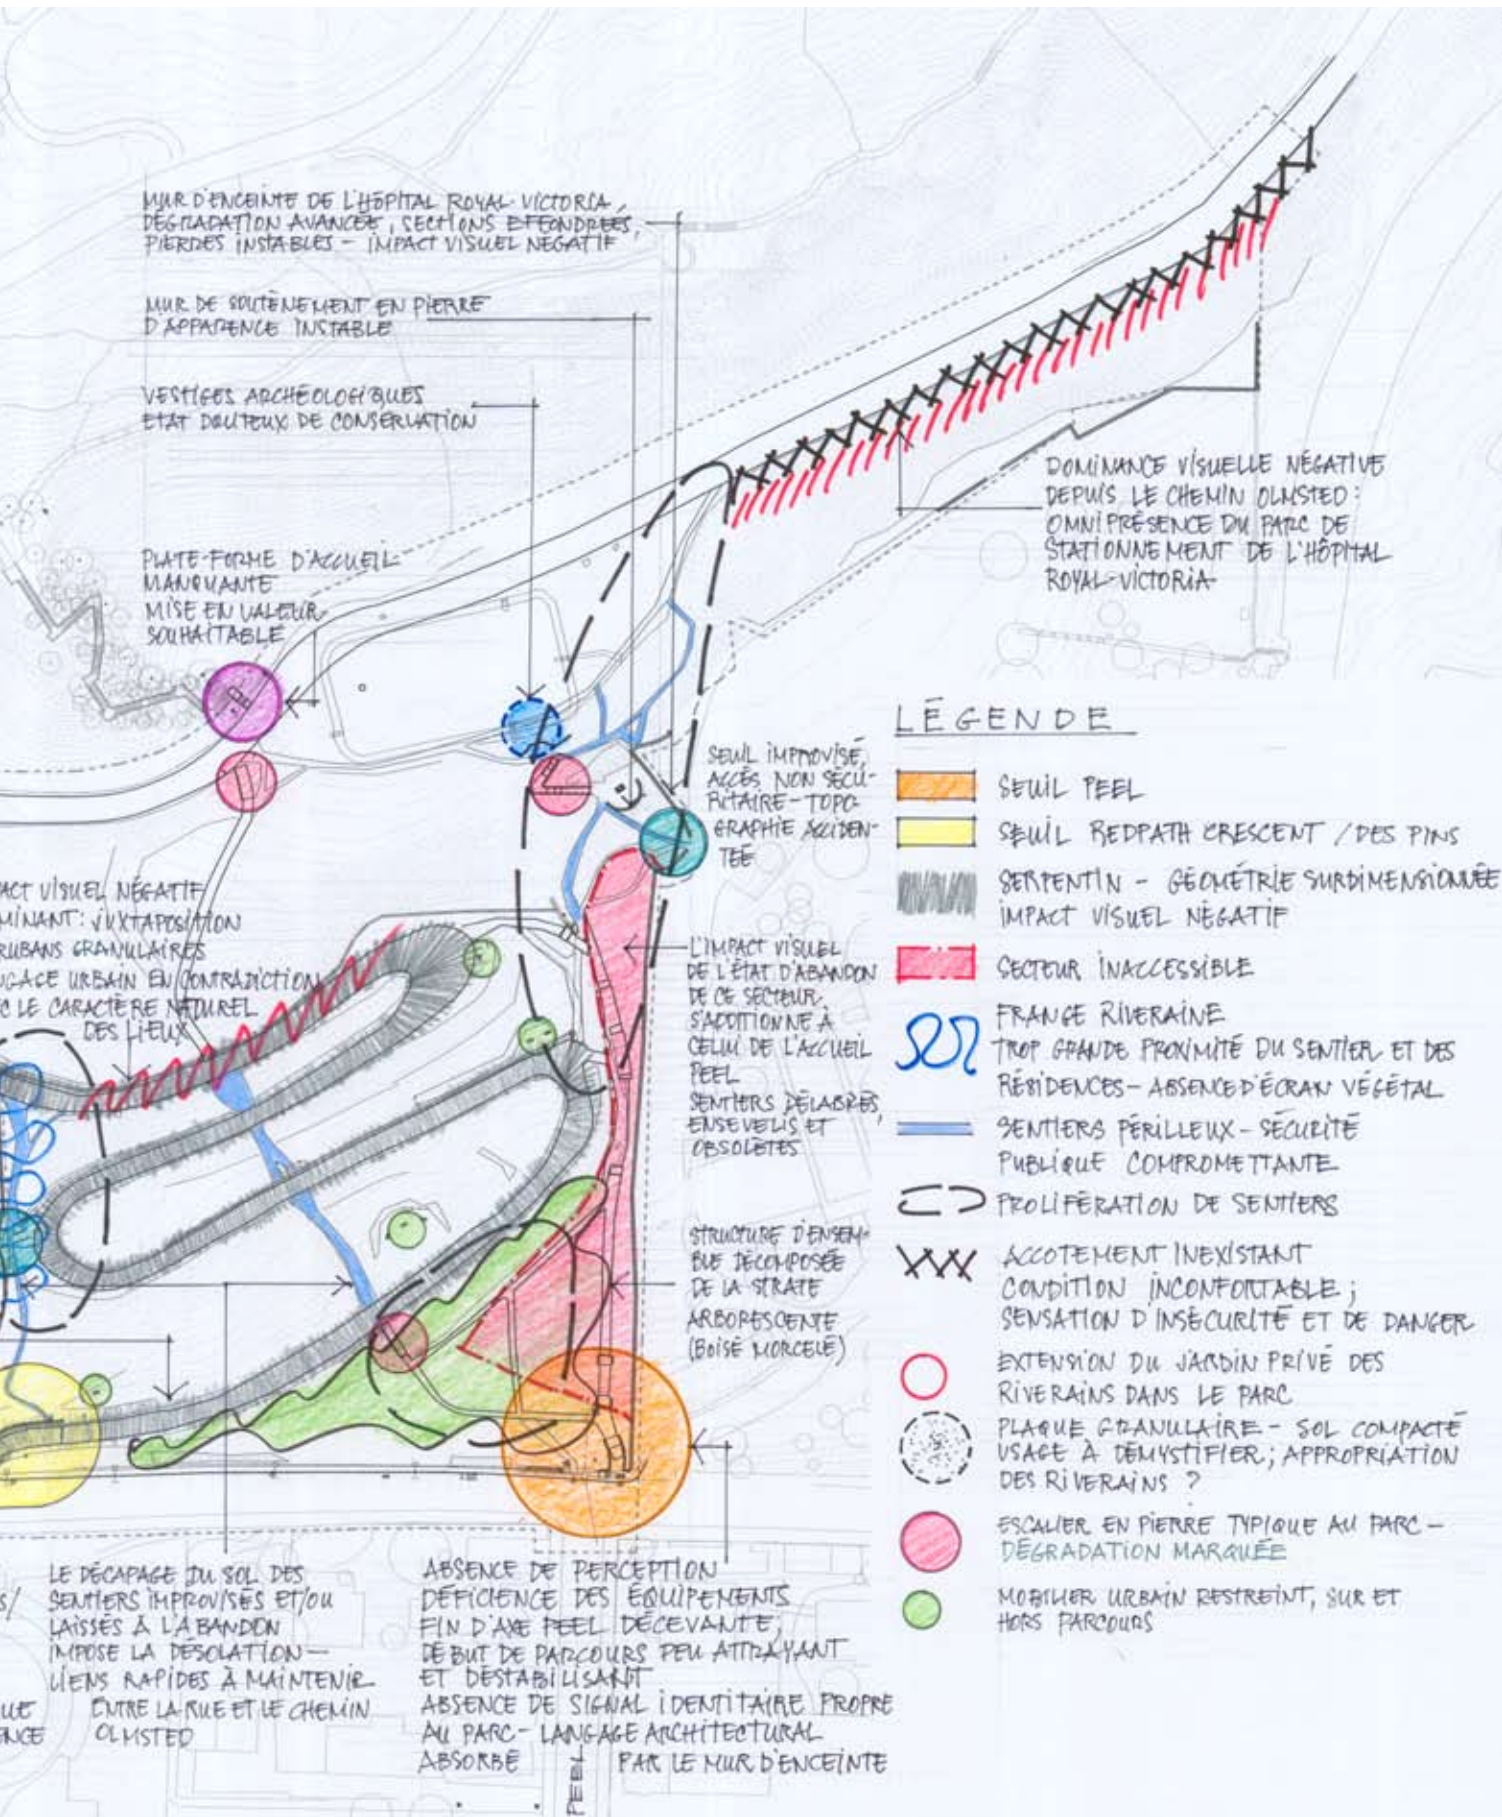 MUR D'ENCEINTE DE L'HÔPITAL ROYAL-VICTORIA,
DÉGRADATION AVANCÉE, SECTIONS EFFONDRÉES,
PIERRES INSTABLES - IMPACT VISUEL NÉGATIF
MUR DE SOUTÈNEMENT EN PIERRE
D'APPARENCE INSTABLE
VESTIGES ARCHÉOLOGIQUES
ÉTAT DOUTEUX DE CONSERVATION
PLATE-FORME D'ACCUEIL
MANQUANTE
MISE EN VALEUR
SOUHAITABLE
DOMINANCE VISUELLE NÉGATIVE
DEPUIS LE CHEMIN OLMSTED :
OMNIPRÉSENCE DU PARC DE
STATIONNEMENT DE L'HÔPITAL
ROYAL-VICTORIA
SEUIL IMPROVISÉ,
ACCÈS NON SÉCU-
RITAIRE - TOPO-
GRAPHIE ACCIDEN-
TÉE
ACT VISUEL NÉGATIF
MINANT : JUXTAPOSITION
RUBANS GRANULAIRES
NGAGE URBAIN EN CONTRADICTION
C LE CARACTÈRE NATUREL
DES LIEUX
L'IMPACT VISUEL
DE L'ÉTAT D'ABANDON
DE CE SECTEUR
S'ADDITIONNE À
CELUI DE L'ACCUEIL
PEEL
SENTIERS DÉLABRÉS,
ENSEVELIS ET
OBSOLÈTES
STRUCTURE D'ENSEM-
BLE DÉCOMPOSÉE
DE LA STRATE
ARBORESCENTE
(BOISÉ MORCELÉ)
LÉGENDE
SEUIL PEEL
SEUIL REDPATH CRESCENT / DES PINS
SERPENTIN - GÉOMÉTRIE SURDIMENSIONNÉE
IMPACT VISUEL NÉGATIF
SECTEUR INACCESSIBLE
FRANGE RIVERAINE
TROP GRANDE PROXIMITÉ DU SENTIER ET DES
RÉSIDENCES - ABSENCE D'ÉCRAN VÉGÉTAL
SENTIERS PÉRILLEUX - SÉCURITÉ
PUBLIQUE COMPROMETTANTE
PROLIFÉRATION DE SENTIERS
ACCOTEMENT INEXISTANT
CONDITION INCONFORTABLE ;
SENSATION D'INSÉCURITÉ ET DE DANGER
EXTENSION DU JARDIN PRIVÉ DES
RIVERAINS DANS LE PARC
PLAQUE GRANULAIRE - SOL COMPACTÉ
USAGE À DÉMYSTIFIER ; APPROPRIATION
DES RIVERAINS ?
ESCALIER EN PIERRE TYPIQUE AU PARC -
DÉGRADATION MARQUÉE
MOBILIER URBAIN RESTREINT, SUR ET
HORS PARCOURS
S/
UE
ENCE
LE DÉCAPAGE DU SOL DES
SENTIERS IMPROVISÉS ET/OU
LAISSÉS À L'ABANDON
IMPOSE LA DÉSOLATION -
LIENS RAPIDES À MAINTENIR
ENTRE LA RUE ET LE CHEMIN
OLMSTED
ABSENCE DE PERCEPTION
DÉFICIENCE DES ÉQUIPEMENTS
FIN D'AXE PEEL DÉCEVANTE,
DÉBUT DE PARCOURS PEU ATTRAYANT
ET DÉSTABILISANT
ABSENCE DE SIGNAL IDENTITAIRE PROPRE
AU PARC - LANGAGE ARCHITECTURAL
ABSORBÉ PAR LE MUR D'ENCEINTE
PEEL